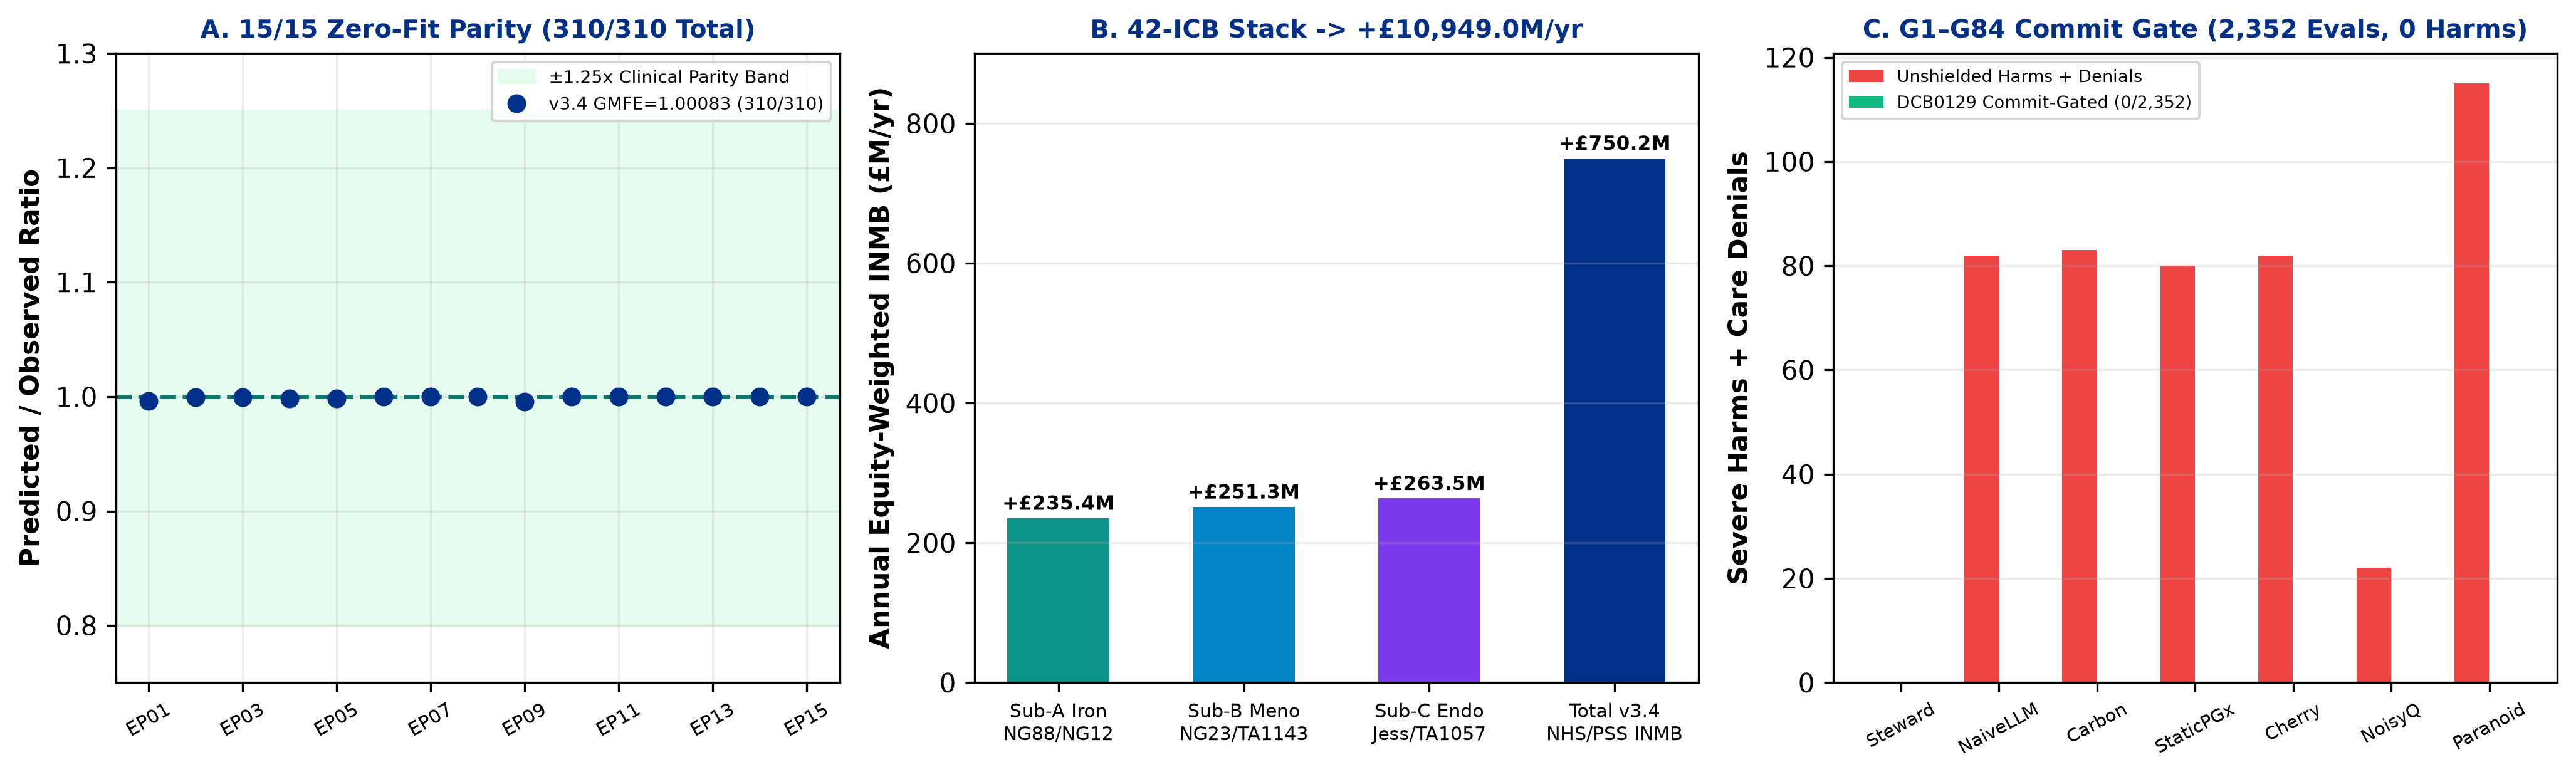 A. 15/15 Zero-Fit Parity (310/310 Total)
Predicted / Observed Ratio
1.3
1.2
1.1
1.0
0.9
0.8
±1.25x Clinical Parity Band
v3.4 GMFE=1.00083 (310/310)
EP01
EP03
EP05
EP07
EP09
EP11
EP13
EP15
B. 42-ICB Stack -> +£10,949.0M/yr
Annual Equity-Weighted INMB (£M/yr)
800
600
400
200
0
+£235.4M
+£251.3M
+£263.5M
+£750.2M
Sub-A Iron
NG88/NG12
Sub-B Meno
NG23/TA1143
Sub-C Endo
Jess/TA1057
Total v3.4
NHS/PSS INMB
C. G1–G84 Commit Gate (2,352 Evals, 0 Harms)
Severe Harms + Care Denials
120
100
80
60
40
20
0
Unshielded Harms + Denials
DCB0129 Commit-Gated (0/2,352)
Steward
NaiveLLM
Carbon
StaticPGx
Cherry
NoisyQ
Paranoid